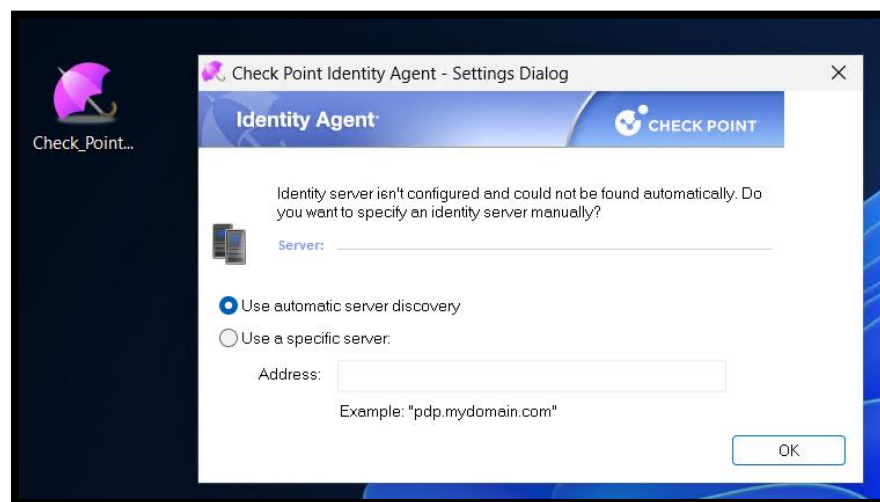 Check_Point...
Check Point Identity Agent - Settings Dialog
Identity Agent
CHECK POINT
Identity server isn't configured and could not be found automatically. Do
you want to specify an identity server manually?
Server:
Use automatic server discovery
Use a specific server:
Address:
Example: "pdp.mydomain.com"
OK